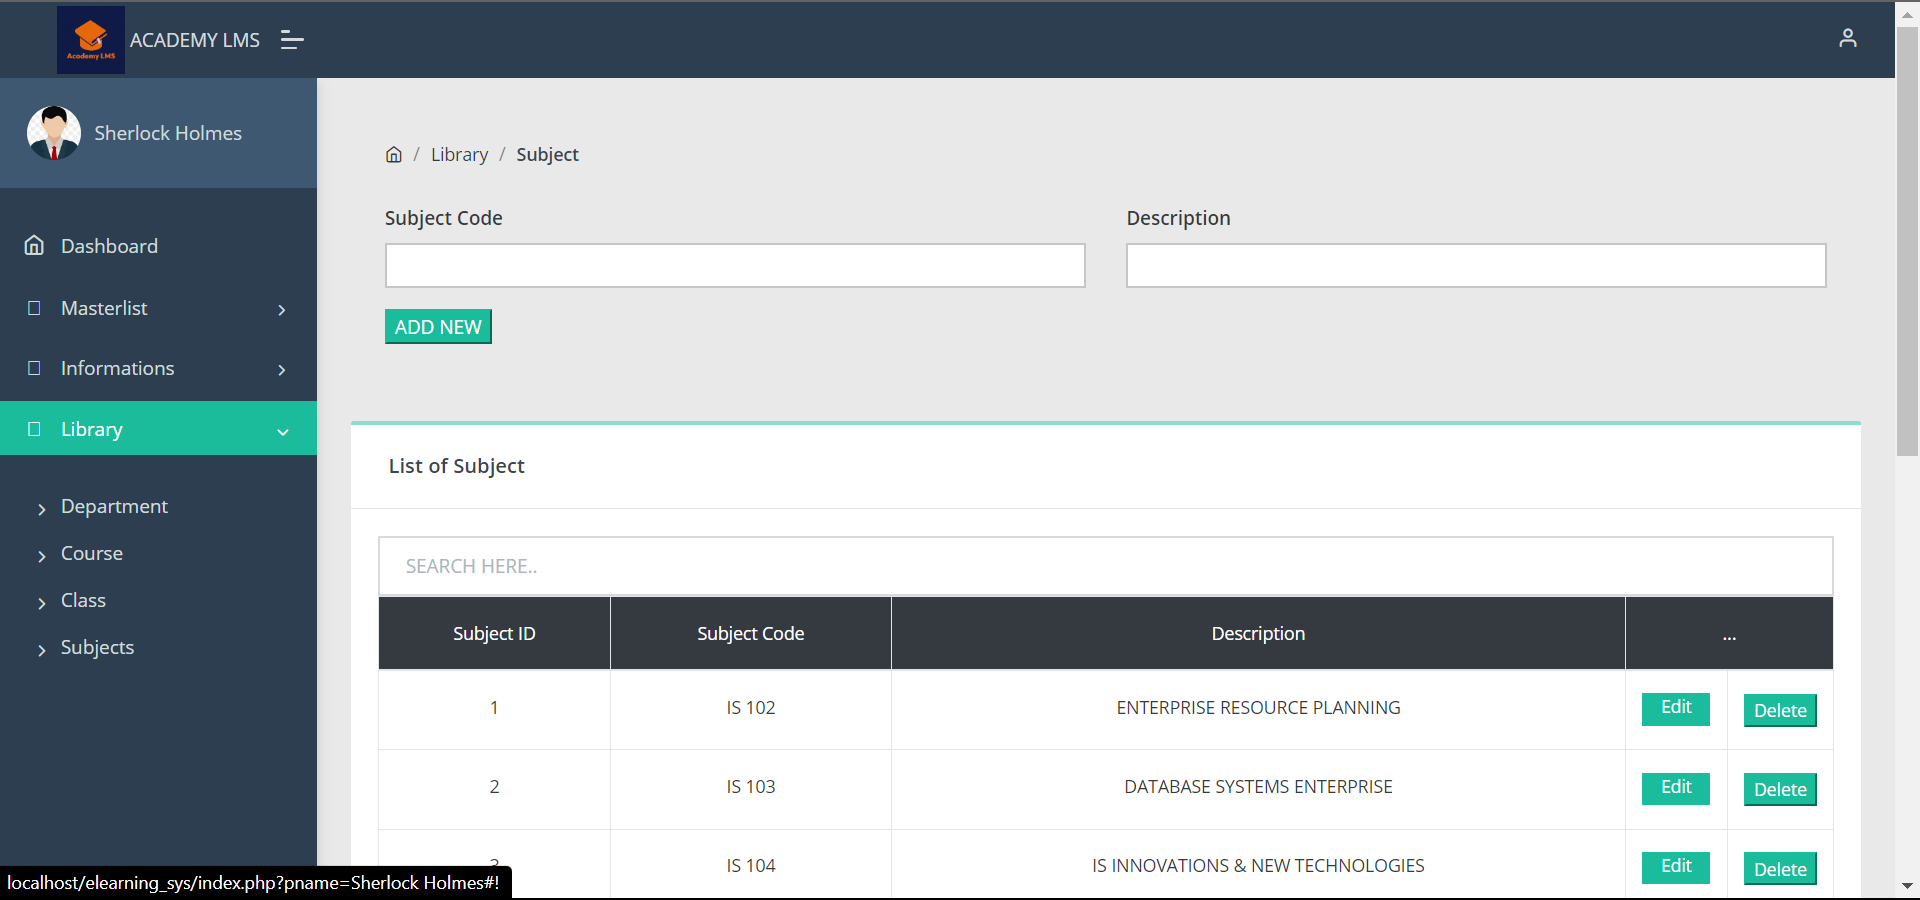 Academy LMS
ACADEMY LMS
Sherlock Holmes
Dashboard
Masterlist
Informations
Library
Department
Course
Class
Subjects
/ Library / Subject
Subject Code
Description
ADD NEW
List of Subject
SEARCH HERE..
Subject ID Subject Code Description ...
1 IS 102 ENTERPRISE RESOURCE PLANNING Edit Delete
2 IS 103 DATABASE SYSTEMS ENTERPRISE Edit Delete
3 IS 104 IS INNOVATIONS & NEW TECHNOLOGIES Edit Delete
localhost/elearning_sys/index.php?pname=Sherlock Holmes#!